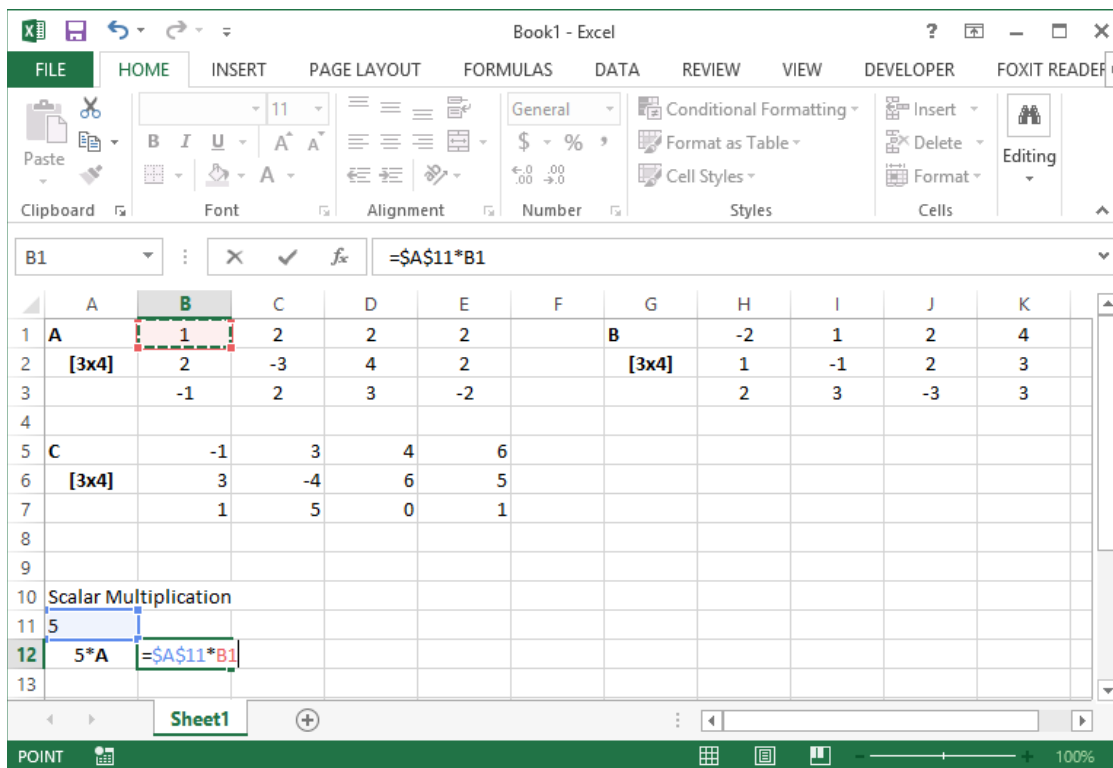 Book1 - Excel ?
FILE HOME INSERT PAGE LAYOUT FORMULAS DATA REVIEW VIEW DEVELOPER FOXIT READER
11 General Conditional Formatting Insert
Paste B I U A A $ % , Format as Table Delete Editing
A .00 .00 Cell Styles Format
Clipboard Font Alignment Number Styles Cells
B1 fx =$A$11*B1
A B C D E F G H I J K
1 A 1 2 2 2 B -2 1 2 4
2 [3x4] 2 -3 4 2 [3x4] 1 -1 2 3
3 -1 2 3 -2 2 3 -3 3
4
5 C -1 3 4 6
6 [3x4] 3 -4 6 5
7 1 5 0 1
8
9
10 Scalar Multiplication
11 5
12 5*A =$A$11*B1
13
Sheet1
POINT 100%